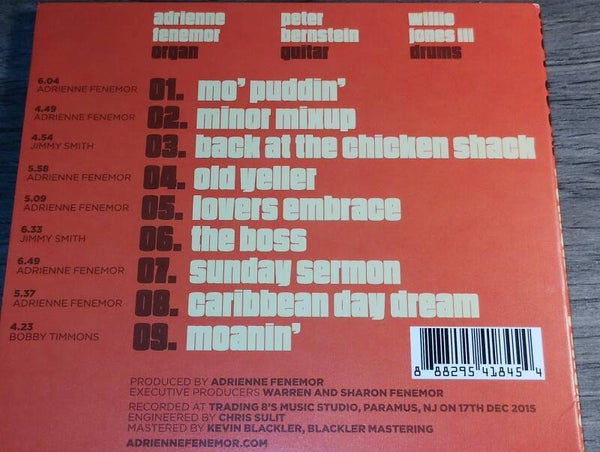 adrienne fenemor organ
peter bernstein guitar
willie jones iii drums
6.04 ADRIENNE FENEMOR 01. mo' puddin'
4.49 ADRIENNE FENEMOR 02. minor mixup
4.54 JIMMY SMITH 03. back at the chicken shack
5.58 ADRIENNE FENEMOR 04. old yeller
5.09 ADRIENNE FENEMOR 05. lovers embrace
6.33 JIMMY SMITH 06. the boss
6.49 ADRIENNE FENEMOR 07. sunday sermon
5.37 ADRIENNE FENEMOR 08. caribbean day dream
4.23 BOBBY TIMMONS 09. moanin'
8 88295 41845 4
PRODUCED BY ADRIENNE FENEMOR
EXECUTIVE PRODUCERS WARREN AND SHARON FENEMOR
RECORDED AT TRADING 8'S MUSIC STUDIO, PARAMUS, NJ ON 17TH DEC 2015
ENGINEERED BY CHRIS SULIT
MASTERED BY KEVIN BLACKLER, BLACKLER MASTERING
ADRIENNEFENEMOR.COM